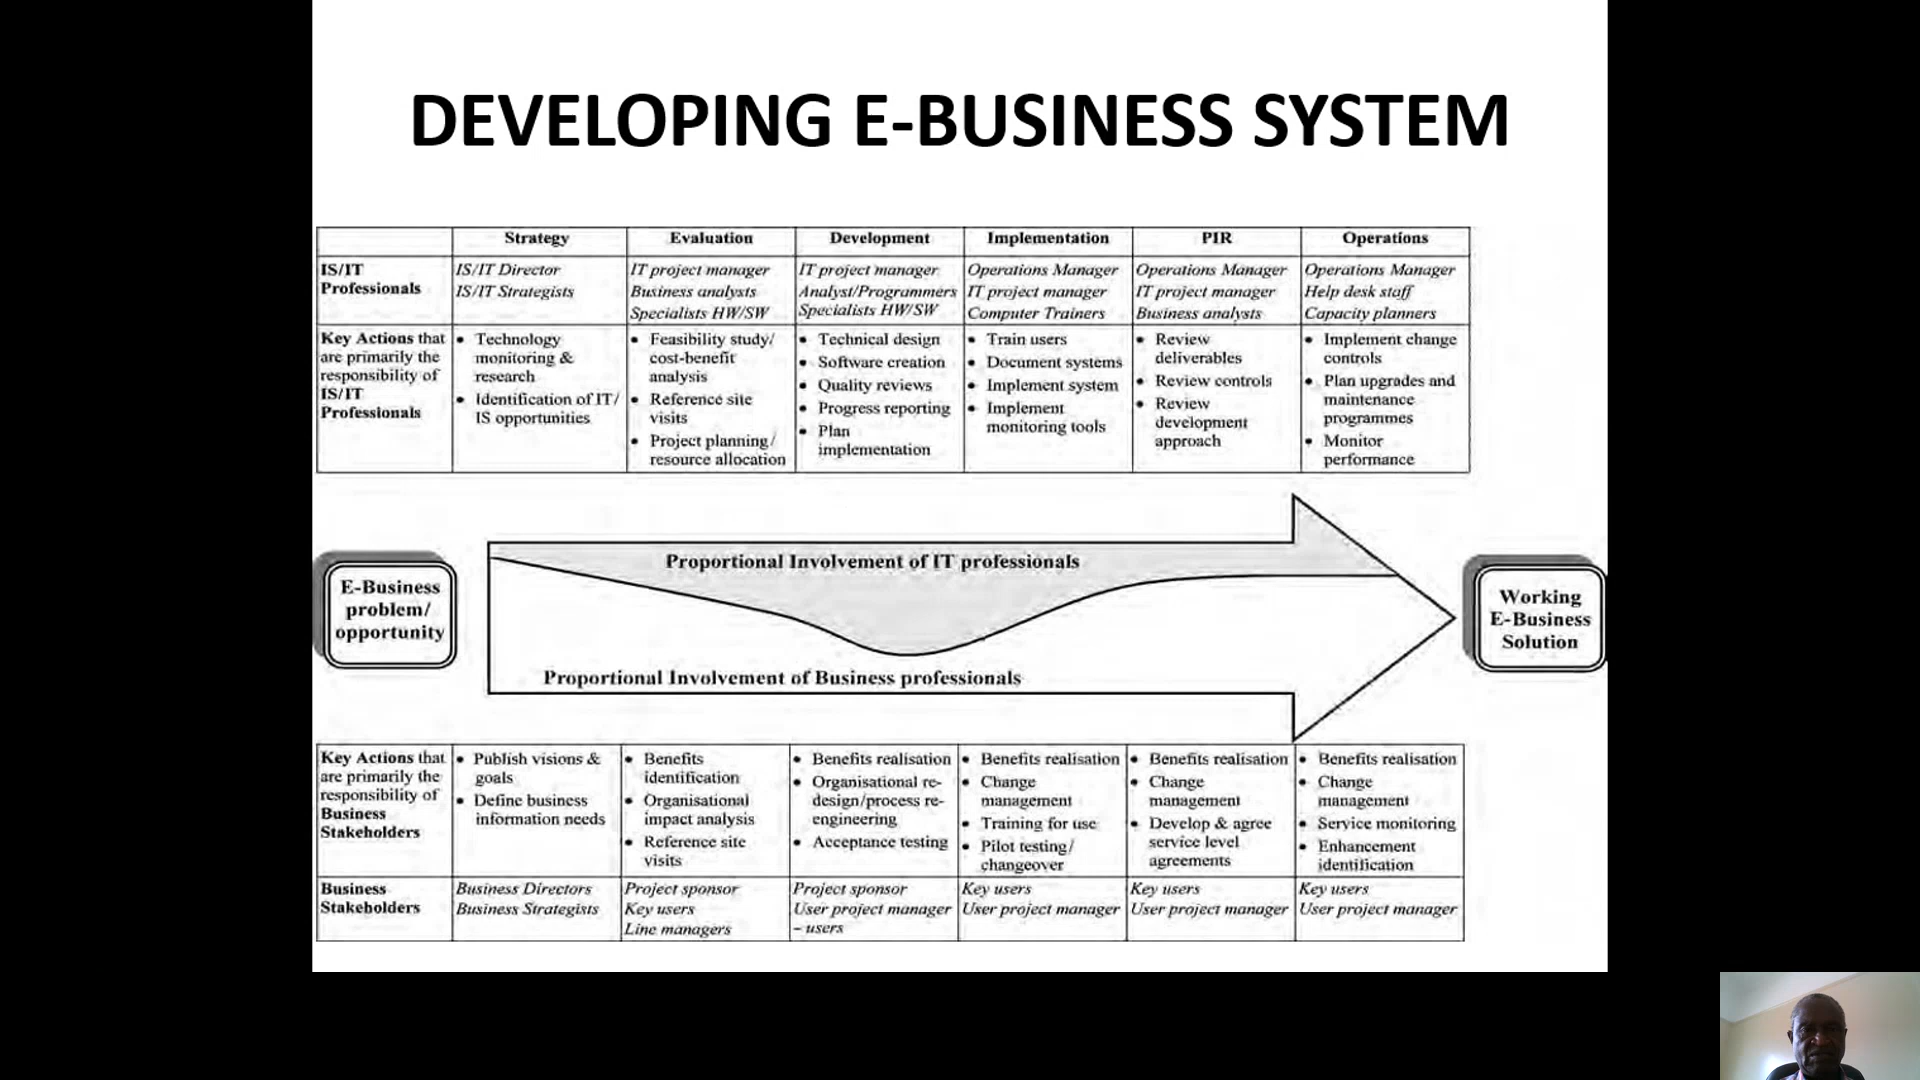 DEVELOPING E-BUSINESS SYSTEM
Strategy
Evaluation
Development
Implementation
PIR
Operations
IS/IT
Professionals
IS/IT Director
IS/IT Strategists
IT project manager
Business analysts
Specialists HW/SW
IT project manager
Analyst/Programmers
Specialists HW/SW
Operations Manager
IT project manager
Computer Trainers
Operations Manager
IT project manager
Business analysts
Operations Manager
Help desk staff
Capacity planners
Key Actions that
are primarily the
responsibility of
IS/IT
Professionals
• Technology
monitoring &
research
• Identification of IT/
IS opportunities
• Feasibility study/
cost-benefit
analysis
• Reference site
visits
• Project planning/
resource allocation
• Technical design
• Software creation
• Quality reviews
• Progress reporting
• Plan
implementation
• Train users
• Document systems
• Implement system
• Implement
monitoring tools
• Review
deliverables
• Review controls
• Review
development
approach
• Implement change
controls
• Plan upgrades and
maintenance
programmes
• Monitor
performance
E-Business
problem/
opportunity
Proportional Involvement of IT professionals
Proportional Involvement of Business professionals
Working
E-Business
Solution
Key Actions that
are primarily the
responsibility of
Business
Stakeholders
• Publish visions &
goals
• Define business
information needs
• Benefits
identification
• Organisational
impact analysis
• Reference site
visits
• Benefits realisation
• Organisational re-
design/process re-
engineering
• Acceptance testing
• Benefits realisation
• Change
management
• Training for use
• Pilot testing/
changeover
• Benefits realisation
• Change
management
• Develop & agree
service level
agreements
• Benefits realisation
• Change
management
• Service monitoring
• Enhancement
identification
Business
Stakeholders
Business Directors
Business Strategists
Project sponsor
Key users
Line managers
Project sponsor
User project manager
– users
Key users
User project manager
Key users
User project manager
Key users
User project manager